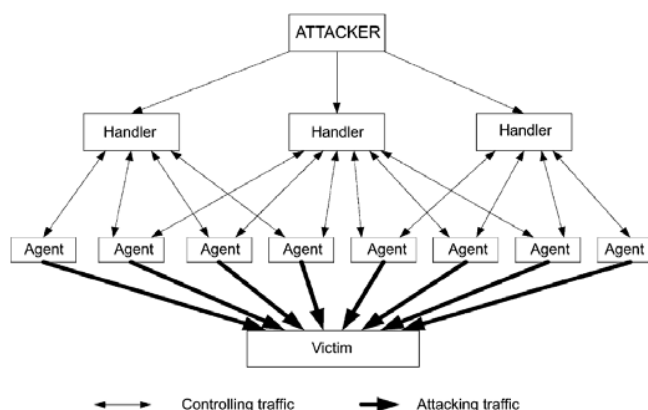 ATTACKER
Handler Handler Handler
Agent Agent Agent Agent Agent Agent Agent Agent
Victim
Controlling traffic Attacking traffic